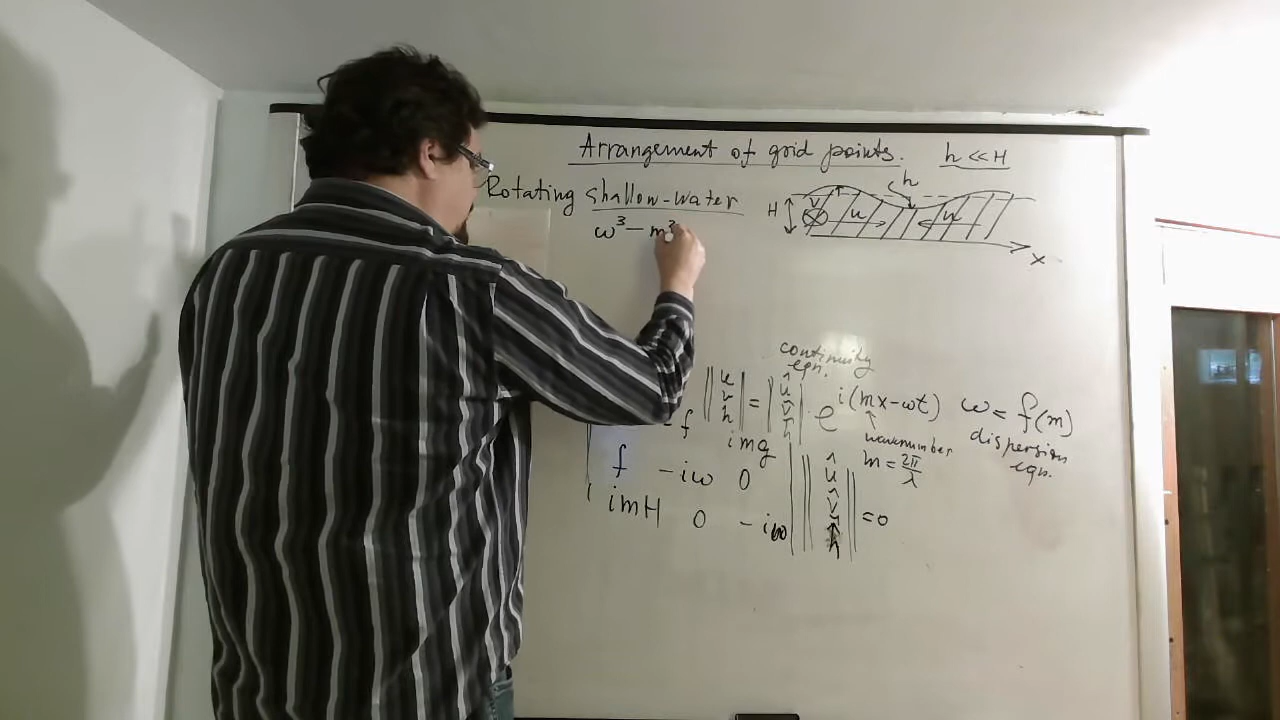 Arrangement of grid points. h << H
Rotating shallow-water
ω³ − m²
H v u h u
x
continuity
eqn.
‖ u v h ‖ = ‖ û v̂ ĥ ‖ e^{i(mx−ωt)} ω = f(m)
wavenumber
m = 2π/λ
dispersion
eqn.
−f img
f −iω 0
imH 0 −iω ‖ û v̂ ĥ ‖ = 0